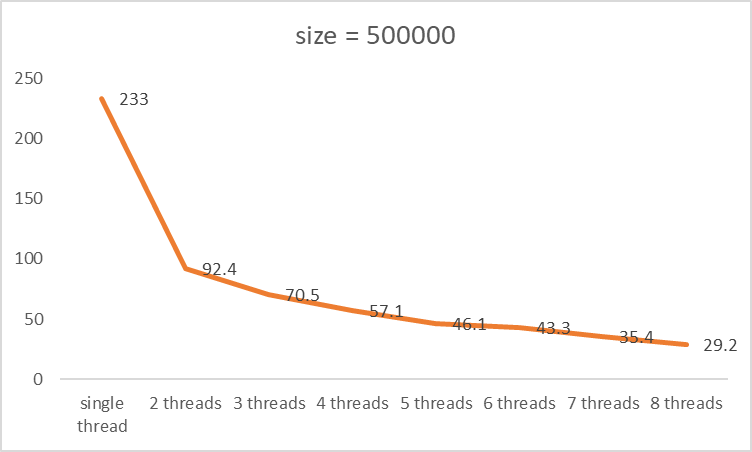 size = 500000
250
200
150
100
50
0
233
92.4
70.5
57.1
46.1
43.3
35.4
29.2
single thread
2 threads
3 threads
4 threads
5 threads
6 threads
7 threads
8 threads